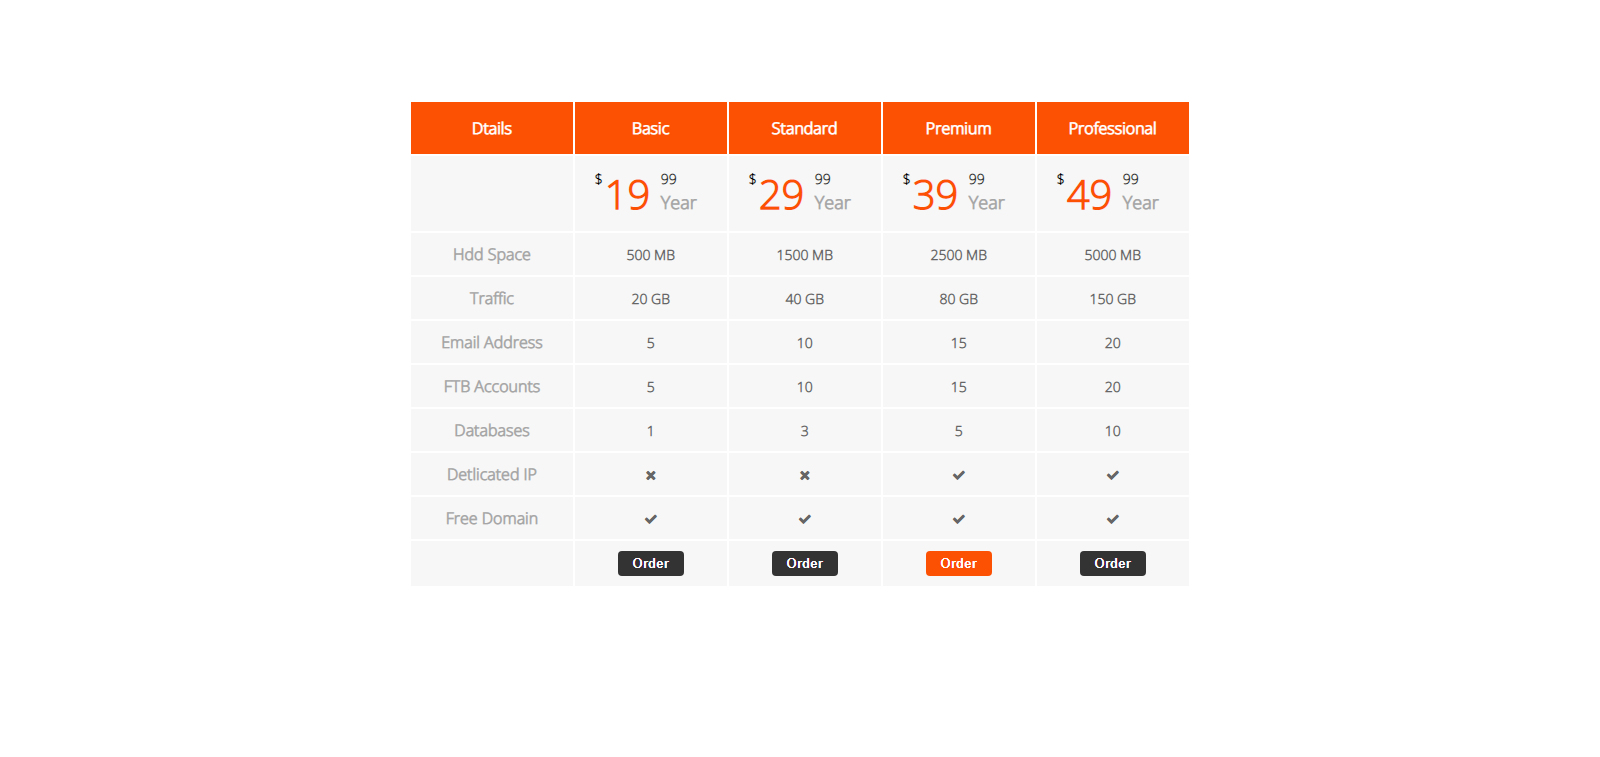 Dtails Basic Standard Premium Professional
$19 99 Year $29 99 Year $39 99 Year $49 99 Year
Hdd Space 500 MB 1500 MB 2500 MB 5000 MB
Traffic 20 GB 40 GB 80 GB 150 GB
Email Address 5 10 15 20
FTB Accounts 5 10 15 20
Databases 1 3 5 10
Detlicated IP ✖ ✖ ✔ ✔
Free Domain ✔ ✔ ✔ ✔
Order Order Order Order